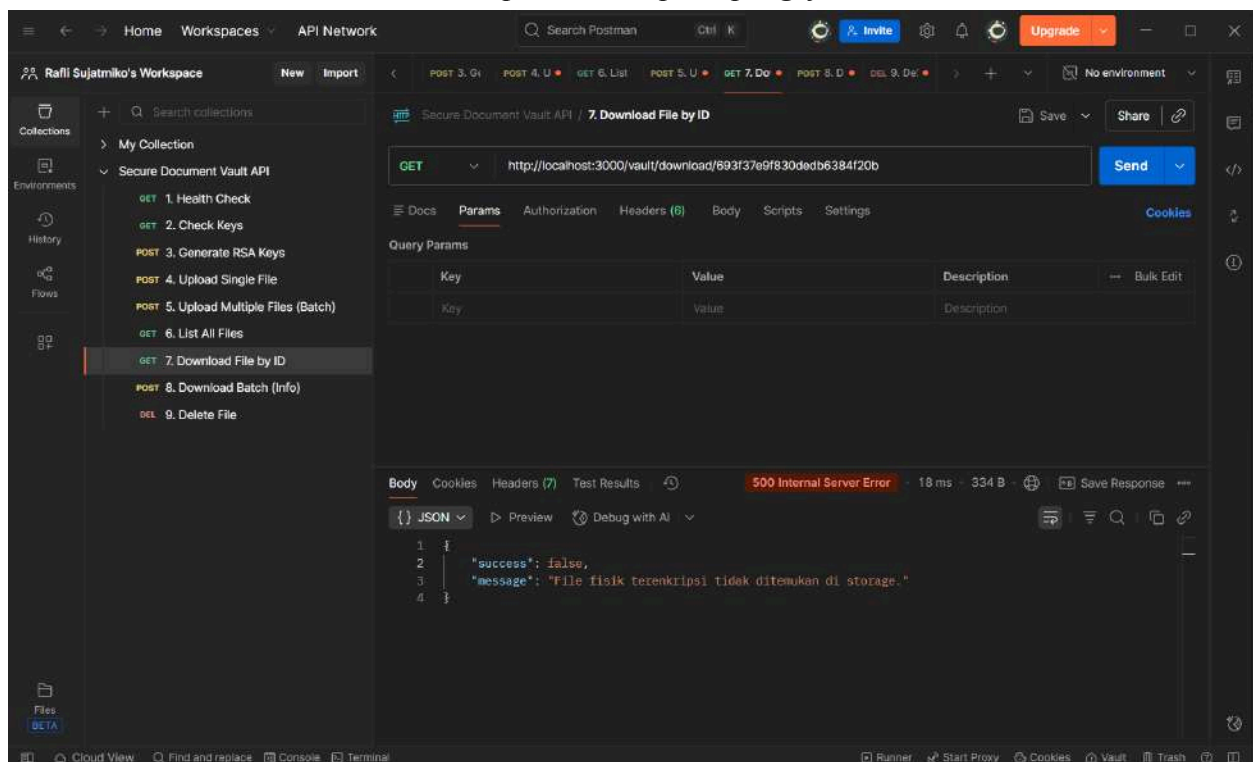 Home Workspaces API Network Search Postman Ctrl K Invite Upgrade
Rafli Sujatmiko's Workspace New Import
POST 3. Ge POST 4. U GET 6. List POST 5. U GET 7. Do POST 8. D DEL 9. De No environment
Collections
Environments
History
Flows
Search collections
My Collection
Secure Document Vault API
GET 1. Health Check
GET 2. Check Keys
POST 3. Generate RSA Keys
POST 4. Upload Single File
POST 5. Upload Multiple Files (Batch)
GET 6. List All Files
GET 7. Download File by ID
POST 8. Download Batch (Info)
DEL 9. Delete File
Secure Document Vault API / 7. Download File by ID Save Share
GET http://localhost:3000/vault/download/693f37e9f830dedb6384f20b Send
Docs Params Authorization Headers (6) Body Scripts Settings Cookies
Query Params
Key Value Description Bulk Edit
Key Value Description
Body Cookies Headers (7) Test Results 500 Internal Server Error 18 ms 334 B Save Response
{} JSON Preview Debug with AI
1 {
2 "success": false,
3 "message": "File fisik terenkripsi tidak ditemukan di storage."
4 }
Files
BETA
Cloud View Find and replace Console Terminal Runner Start Proxy Cookies Vault Trash